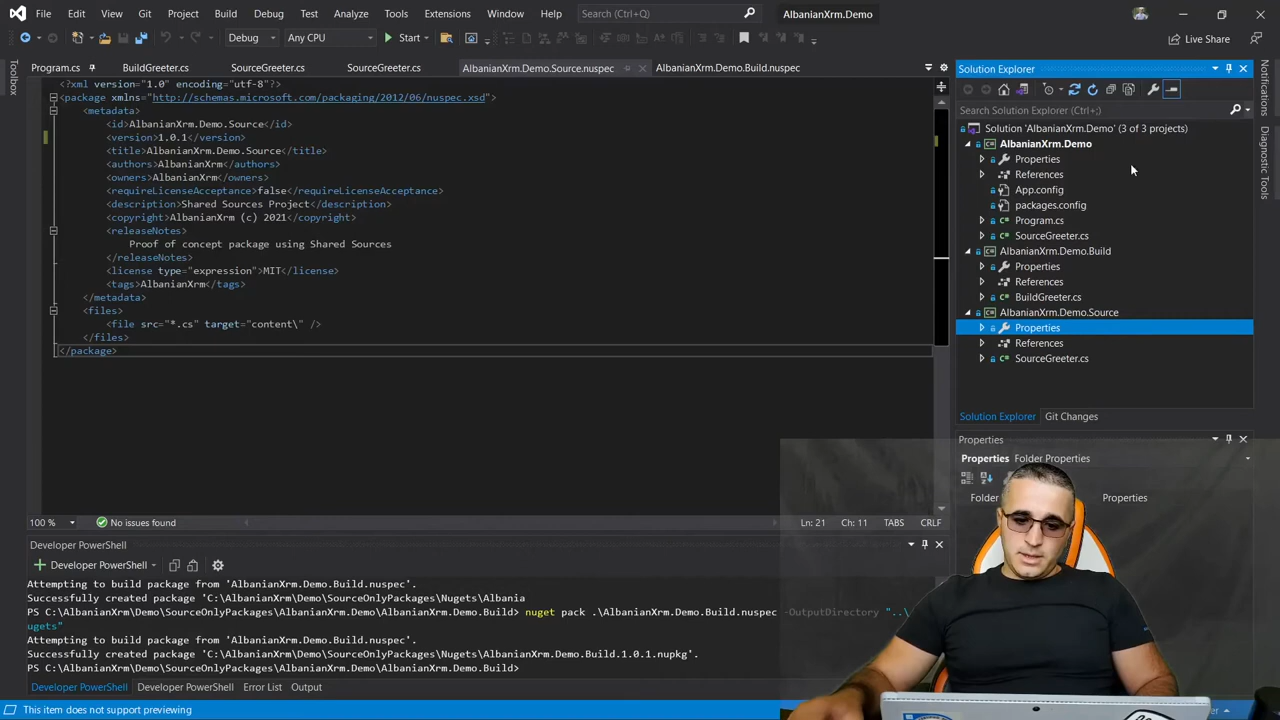 File Edit View Git Project Build Debug Test Analyze Tools Extensions Window Help Search (Ctrl+Q) AlbanianXrm.Demo
Debug Any CPU Start Live Share
Program.cs BuildGreeter.cs SourceGreeter.cs SourceGreeter.cs AlbanianXrm.Demo.Source.nuspec AlbanianXrm.Demo.Build.nuspec
Toolbox
<?xml version="1.0" encoding="utf-8"?>
<package xmlns="http://schemas.microsoft.com/packaging/2012/06/nuspec.xsd">
<metadata>
<id>AlbanianXrm.Demo.Source</id>
<version>1.0.1</version>
<title>AlbanianXrm.Demo.Source</title>
<authors>AlbanianXrm</authors>
<owners>AlbanianXrm</owners>
<requireLicenseAcceptance>false</requireLicenseAcceptance>
<description>Shared Sources Project</description>
<copyright>AlbanianXrm (c) 2021</copyright>
<releaseNotes>
Proof of concept package using Shared Sources
</releaseNotes>
<license type="expression">MIT</license>
<tags>AlbanianXrm</tags>
</metadata>
<files>
<file src="*.cs" target="content\" />
</files>
</package>
100 % No issues found Ln: 21 Ch: 11 TABS CRLF
Developer PowerShell
Developer PowerShell
Attempting to build package from 'AlbanianXrm.Demo.Build.nuspec'.
Successfully created package 'C:\AlbanianXrm\Demo\SourceOnlyPackages\Nugets\Albania
PS C:\AlbanianXrm\Demo\SourceOnlyPackages\AlbanianXrm.Demo\AlbanianXrm.Demo.Build> nuget pack .\AlbanianXrm.Demo.Build.nuspec -OutputDirectory "..\
ugets"
Attempting to build package from 'AlbanianXrm.Demo.Build.nuspec'.
Successfully created package 'C:\AlbanianXrm\Demo\SourceOnlyPackages\Nugets\AlbanianXrm.Demo.Build.1.0.1.nupkg'.
PS C:\AlbanianXrm\Demo\SourceOnlyPackages\AlbanianXrm.Demo\AlbanianXrm.Demo.Build>
Developer PowerShell Developer PowerShell Error List Output
This item does not support previewing
Solution Explorer
Search Solution Explorer (Ctrl+;)
Solution 'AlbanianXrm.Demo' (3 of 3 projects)
AlbanianXrm.Demo
Properties
References
App.config
packages.config
Program.cs
SourceGreeter.cs
AlbanianXrm.Demo.Build
Properties
References
BuildGreeter.cs
AlbanianXrm.Demo.Source
Properties
References
SourceGreeter.cs
Solution Explorer Git Changes
Properties
Properties Folder Properties
Folder Properties
Notifications
Diagnostic Tools